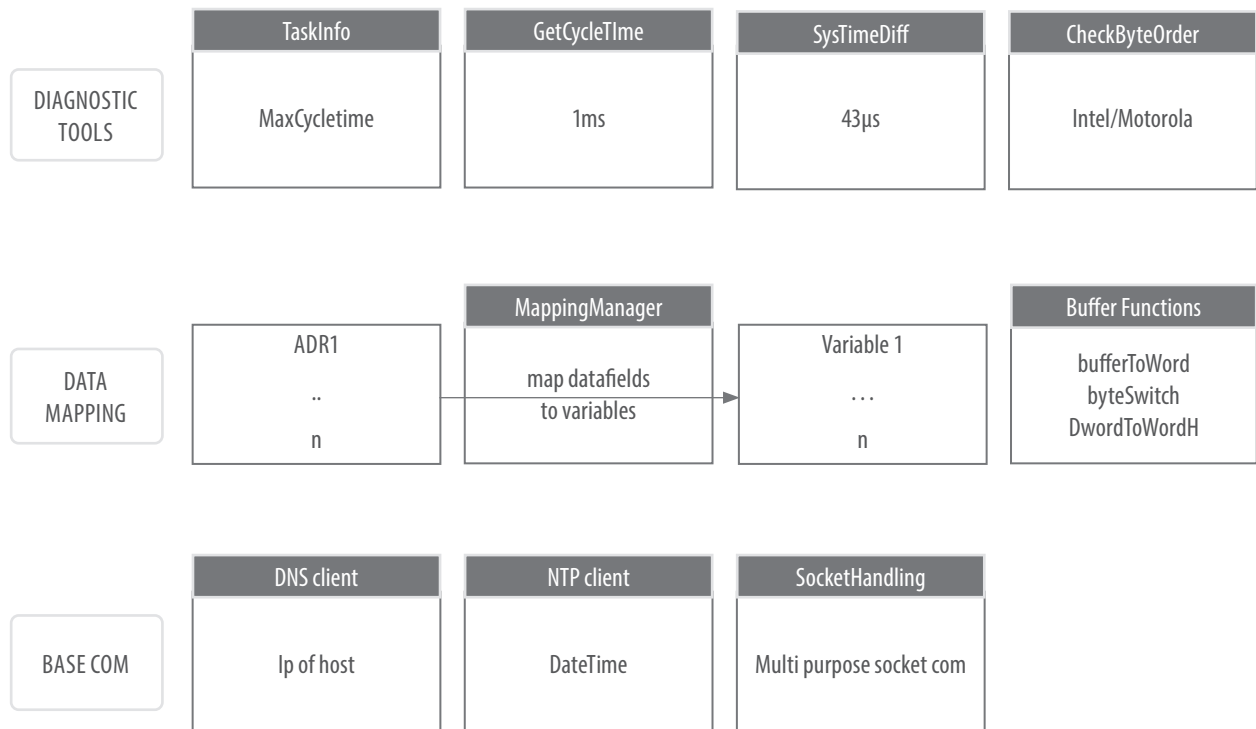 TaskInfo
GetCycleTIme
SysTimeDiff
CheckByteOrder
DIAGNOSTIC
TOOLS
MaxCycletime
1ms
43µs
Intel/Motorola
MappingManager
Buffer Functions
DATA
MAPPING
ADR1
..
n
map datafields
to variables
Variable 1
...
n
bufferToWord
byteSwitch
DwordToWordH
DNS client
NTP client
SocketHandling
BASE COM
Ip of host
DateTime
Multi purpose socket com